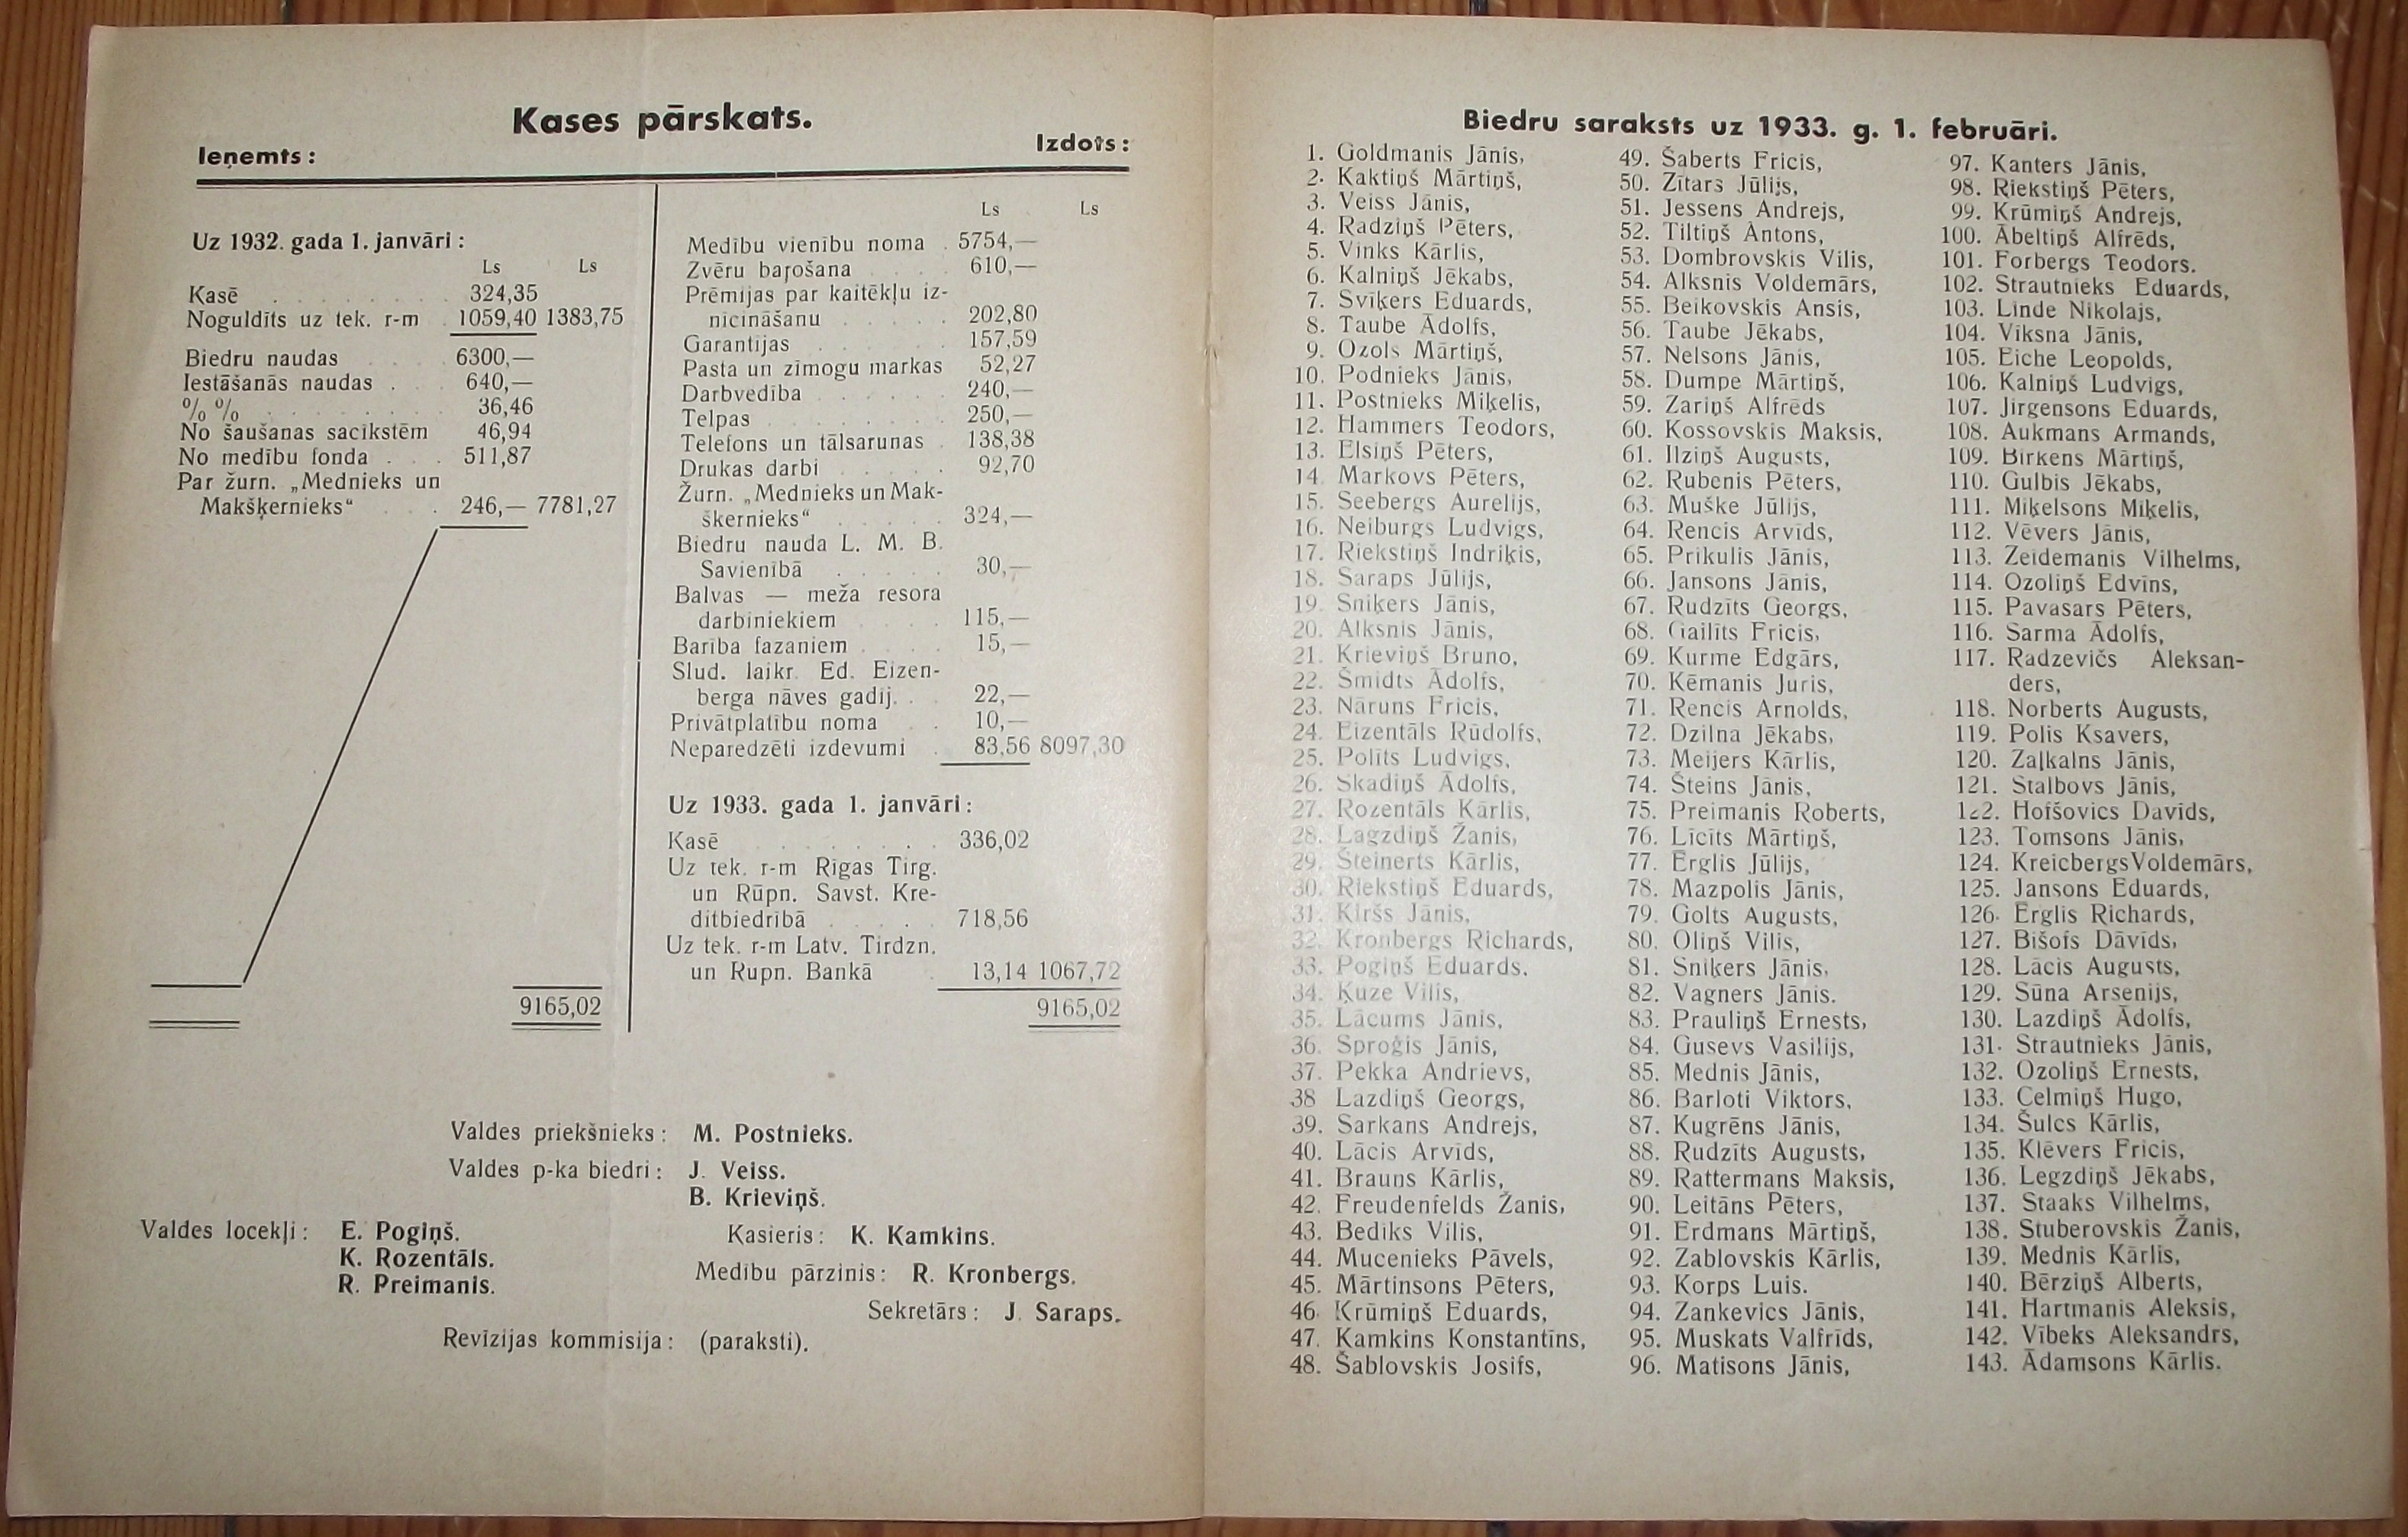 Kases pārskats.
Ieņemts: Izdots:
Uz 1932. gada 1. janvāri:
Ls Ls
Kasē 324,35
Noguldīts uz tek. r-m 1059,40 1383,75
Biedru naudas 6300,—
Iestāšanās naudas 640,—
% % 36,46
No šaušanas sacīkstēm 46,94
No medību fonda 511,87
Par žurn. „Mednieks un
Makšķernieks“ 246,— 7781,27
9165,02
Ls Ls
Medību vienību noma 5754,—
Zvēru baŗošana 610,—
Prēmijas par kaitēkļu iz-
nīcināšanu 202,80
Garantijas 157,59
Pasta un zīmogu markas 52,27
Darbvedība 240,—
Telpas 250,—
Telefons un tālsarunas 138,38
Drukas darbi 92,70
Žurn. „Mednieks un Mak-
šķernieks“ 324,—
Biedru nauda L. M. B.
Savienībā 30,—
Balvas — meža resora
darbiniekiem 115,—
Barība fazaniem 15,—
Slud. laikr. Ed. Eizen-
berga nāves gadij. 22,—
Privātplatību noma 10,—
Neparedzēti izdevumi 83,56 8097,30
Uz 1933. gada 1. janvāri:
Kasē 336,02
Uz tek. r-m Rīgas Tirg.
un Rūpn. Savst. Kre-
ditbiedrībā 718,56
Uz tek. r-m Latv. Tirdzn.
un Rupn. Bankā 13,14 1067,72
9165,02
Valdes priekšnieks: M. Postnieks.
Valdes p-ka biedri: J. Veiss.
B. Krieviņš.
Valdes locekļi: E. Pogiņš.
K. Rozentāls.
R. Preimanis.
Kasieris: K. Kamkins.
Medību pārzinis: R. Kronbergs.
Sekretārs: J. Saraps.
Revīzijas kommisija: (paraksti).
Biedru saraksts uz 1933. g. 1. februāri.
1. Goldmanis Jānis,
2. Kaktiņš Mārtiņš,
3. Veiss Jānis,
4. Radziņš Pēters,
5. Vinks Kārlis,
6. Kalniņš Jēkabs,
7. Sviķers Eduards,
8. Taube Ādolfs,
9. Ozols Mārtiņš,
10. Podnieks Jānis,
11. Postnieks Miķelis,
12. Hammers Teodors,
13. Elsiņš Pēters,
14 Markovs Pēters,
15. Seebergs Aurelijs,
16. Neiburgs Ludvigs,
17. Riekstiņš Indriķis,
18. Saraps Jūlijs,
19. Sniķers Jānis,
20. Alksnis Jānis,
21. Krieviņš Bruno,
22. Šmidts Ādolfs,
23. Nāruns Fricis,
24. Eizentāls Rūdolfs,
25. Polīts Ludvigs,
26. Skadiņš Ādolfs,
27. Rozentāls Kārlis,
28. Lagzdiņš Žanis,
29. Šteinerts Kārlis,
30. Riekstiņš Eduards,
31. Kiršs Jānis,
32. Kronbergs Richards,
33. Pogiņš Eduards.
34. Ķuze Vilis,
35. Lācums Jānis,
36. Sproģis Jānis,
37. Pekka Andrievs,
38 Lazdiņš Georgs,
39. Sarkans Andrejs,
40. Lācis Arvīds,
41. Brauns Kārlis,
42. Freudenfelds Žanis,
43. Bediks Vilis,
44. Mucenieks Pāvels,
45. Mārtinsons Pēters,
46. Krūmiņš Eduards,
47. Kamkins Konstantīns,
48. Šablovskis Josifs,
49. Šaberts Fricis,
50. Zītars Jūlijs,
51. Jessens Andrejs,
52. Tiltiņš Antons,
53. Dombrovskis Vilis,
54. Alksnis Voldemārs,
55. Beikovskis Ansis,
56. Taube Jēkabs,
57. Nelsons Jānis,
58. Dumpe Mārtiņš,
59. Zariņš Alfreds
60. Kossovskis Maksis,
61. Ilziņš Augusts,
62. Rubenis Pēters,
63. Muške Jūlijs,
64. Rencis Arvīds,
65. Prikulis Jānis,
66. Jansons Jānis,
67. Rudzīts Georgs,
68. Gailīts Fricis,
69. Kurme Edgārs,
70. Ķēmanis Juris,
71. Rencis Arnolds,
72. Dzilna Jēkabs,
73. Meijers Kārlis,
74. Šteins Jānis,
75. Preimanis Roberts,
76. Līcīts Mārtiņš,
77. Erglis Jūlijs,
78. Mazpolis Jānis,
79. Golts Augusts,
80. Oliņš Vilis,
81. Sniķers Jānis,
82. Vagners Jānis.
83. Prauliņš Ernests,
84. Gusevs Vasilijs,
85. Mednis Jānis,
86. Barloti Viktors,
87. Kugrēns Jānis,
88. Rudzīts Augusts,
89. Rattermans Maksis,
90. Leitāns Pēters,
91. Erdmans Mārtiņš,
92. Zablovskis Kārlis,
93. Korps Luis.
94. Zankevics Jānis,
95. Muskats Valfrīds,
96. Matisons Jānis,
97. Kanters Jānis,
98. Riekstiņš Pēters,
99. Krūmiņš Andrejs,
100. Ābeltiņš Alfrēds,
101. Forbergs Teodors.
102. Strautnieks Eduards,
103. Linde Nikolajs,
104. Vīksna Jānis,
105. Eiche Leopolds,
106. Kalniņš Ludvigs,
107. Jirgensons Eduards,
108. Aukmans Armands,
109. Birkens Mārtiņš,
110. Gulbis Jēkabs,
111. Miķelsons Miķelis,
112. Vēvers Jānis,
113. Zeidemanis Vilhelms,
114. Ozoliņš Edvīns,
115. Pavasars Pēters,
116. Sarma Ādolfs,
117. Radzevičs Aleksan-
ders,
118. Norberts Augusts,
119. Polis Ksavers,
120. Zaļkalns Jānis,
121. Stalbovs Jānis,
122. Hofšovics Davids,
123. Tomsons Jānis,
124. Kreicbergs Voldemārs,
125. Jansons Eduards,
126. Erglis Richards,
127. Bišofs Dāvīds,
128. Lācis Augusts,
129. Sūna Arsenijs,
130. Lazdiņš Ādolfs,
131. Strautnieks Jānis,
132. Ozoliņš Ernests,
133. Celmiņš Hugo,
134. Šulcs Kārlis,
135. Klēvers Fricis,
136. Legzdiņš Jēkabs,
137. Staaks Vilhelms,
138. Stuberovskis Žanis,
139. Mednis Kārlis,
140. Bērziņš Alberts,
141. Hartmanis Aleksis,
142. Vībeks Aleksandrs,
143. Ādamsons Kārlis.